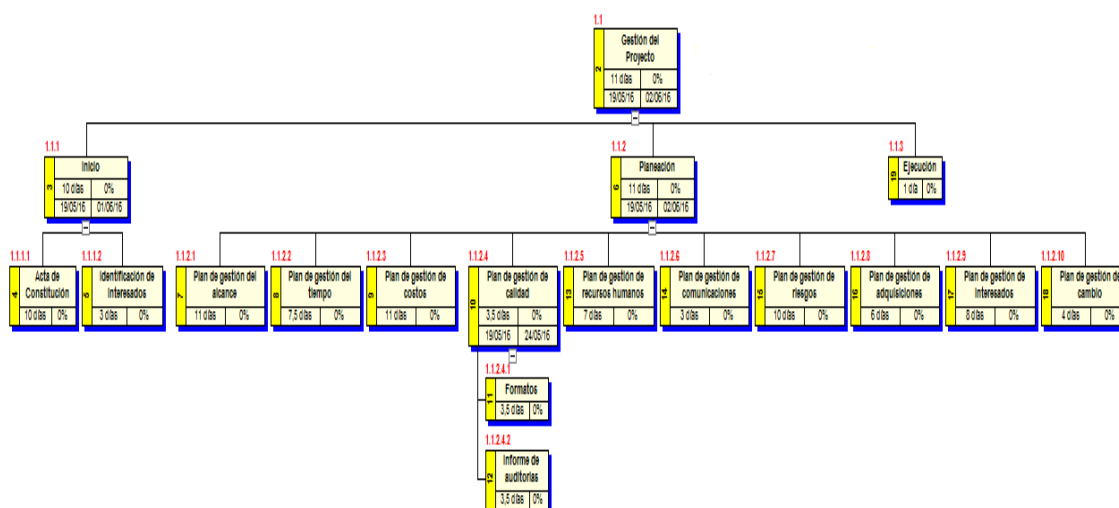 1.1
2
Gestión del
Proyecto
11 días 0%
19/05/16 02/06/16
1.1.1
3
Inicio
10 días 0%
19/05/16 01/06/16
1.1.2
6
Planeación
11 días 0%
19/05/16 02/06/16
1.1.3
19
Ejecución
1 día 0%
1.1.1.1
4
Acta de
Constitución
10 días 0%
1.1.1.2
5
Identificación de
Interesados
3 días 0%
1.1.2.1
7
Plan de gestión del
alcance
11 días 0%
1.1.2.2
8
Plan de gestión del
tiempo
7,5 días 0%
1.1.2.3
9
Plan de gestión de
costos
11 días 0%
1.1.2.4
10
Plan de gestión de
calidad
3,5 días 0%
19/05/16 24/05/16
1.1.2.5
13
Plan de gestión de
recursos humanos
7 días 0%
1.1.2.6
14
Plan de gestión de
comunicaciones
3 días 0%
1.1.2.7
15
Plan de gestión de
riesgos
10 días 0%
1.1.2.8
16
Plan de gestión de
adquisiciones
6 días 0%
1.1.2.9
17
Plan de gestión de
Interesados
8 días 0%
1.1.2.10
18
Plan de gestión de
cambio
4 días 0%
1.1.2.4.1
11
Formatos
3,5 días 0%
1.1.2.4.2
12
Informe de
auditorias
3,5 días 0%